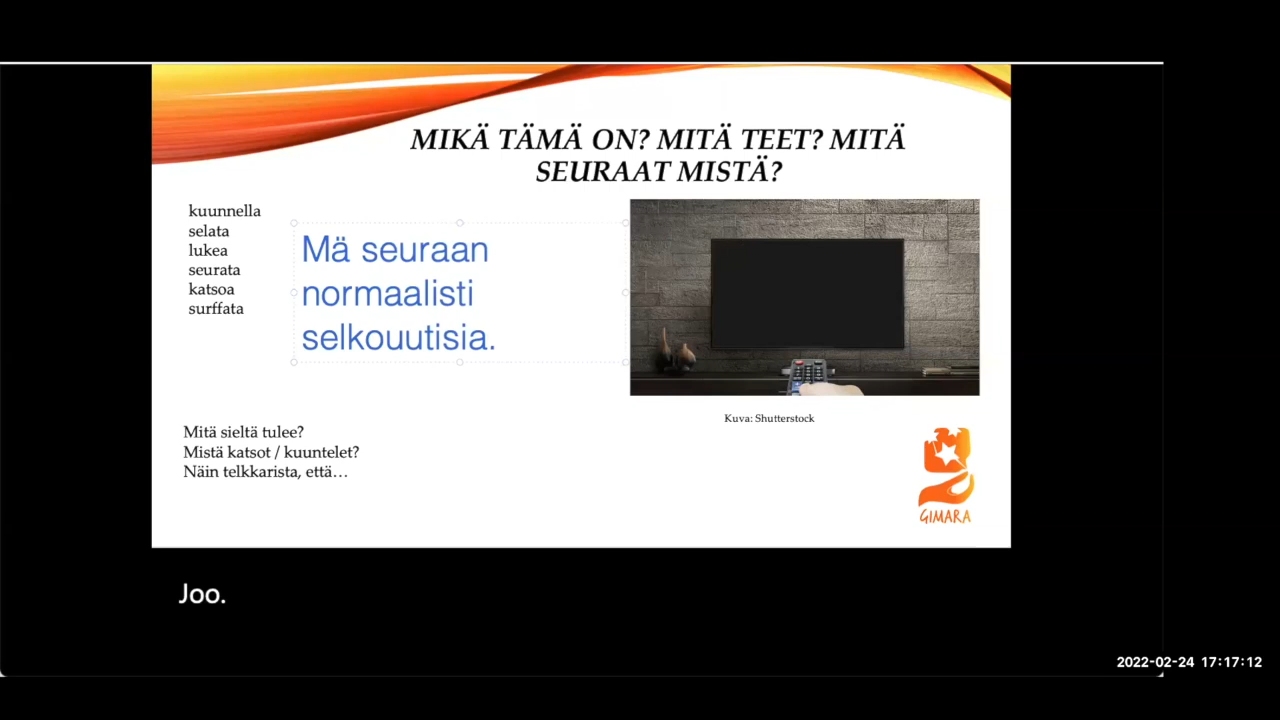 MIKÄ TÄMÄ ON? MITÄ TEET? MITÄ
SEURAAT MISTÄ?
kuunnella
selata
lukea
seurata
katsoa
surffata
Mä seuraan
normaalisti
selkouutisia.
Kuva: Shutterstock
Mitä sieltä tulee?
Mistä katsot / kuuntelet?
Näin telkkarista, että…
GIMARA
Joo.
2022-02-24 17:17:12